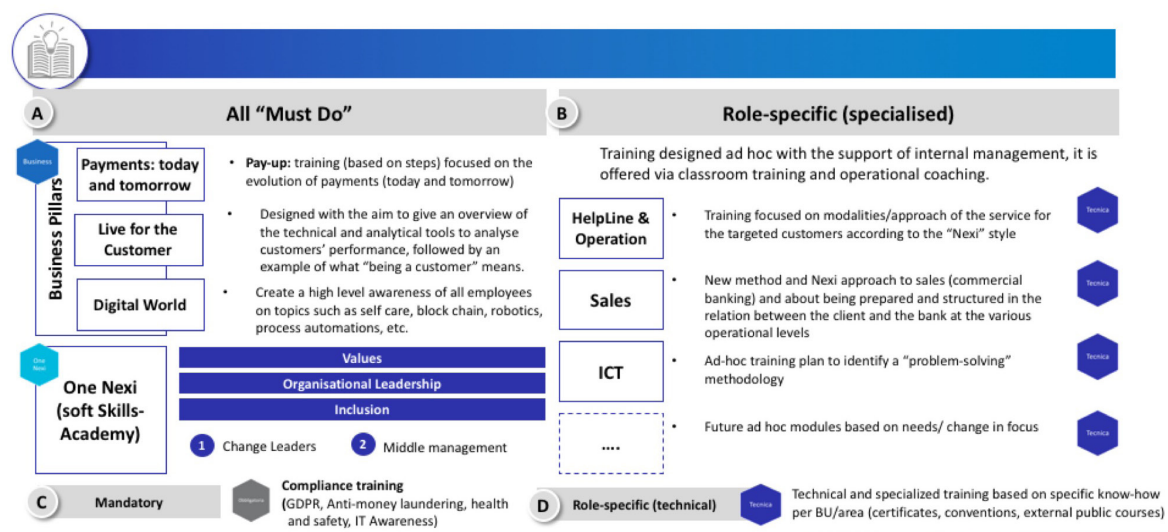 A
All “Must Do”
Business
Business Pillars
Payments: today
and tomorrow
• Pay-up: training (based on steps) focused on the
evolution of payments (today and tomorrow)
Live for the
Customer
• Designed with the aim to give an overview of
the technical and analytical tools to analyse
customers’ performance, followed by an
example of what “being a customer” means.
Digital World
• Create a high level awareness of all employees
on topics such as self care, block chain, robotics,
process automations, etc.
One
Nexi
One Nexi
(soft Skills-
Academy)
Values
Organisational Leadership
Inclusion
1 Change Leaders
2 Middle management
B
Role-specific (specialised)
Training designed ad hoc with the support of internal management, it is
offered via classroom training and operational coaching.
HelpLine &
Operation
• Training focused on modalities/approach of the service for
the targeted customers according to the “Nexi” style
Tecnica
Sales
• New method and Nexi approach to sales (commercial
banking) and about being prepared and structured in the
relation between the client and the bank at the various
operational levels
Tecnica
ICT
• Ad-hoc training plan to identify a “problem-solving”
methodology
Tecnica
....
• Future ad hoc modules based on needs/ change in focus
Tecnica
C
Mandatory
Compliance training
(GDPR, Anti-money laundering, health
and safety, IT Awareness)
D
Role-specific (technical)
Tecnica
Technical and specialized training based on specific know-how
per BU/area (certificates, conventions, external public courses)